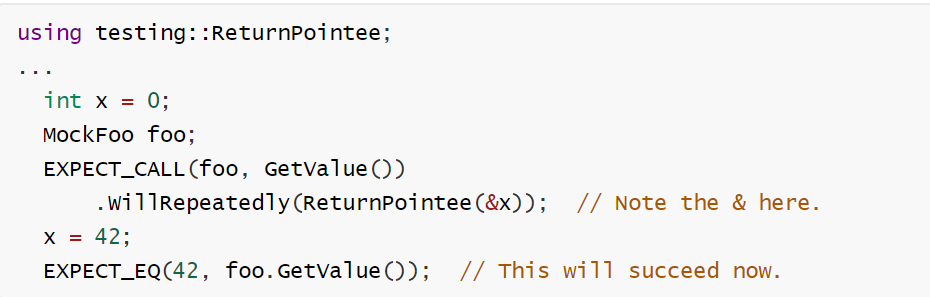 using testing::ReturnPointee;
...
  int x = 0;
  MockFoo foo;
  EXPECT_CALL(foo, GetValue())
      .WillRepeatedly(ReturnPointee(&x));  // Note the & here.
  x = 42;
  EXPECT_EQ(42, foo.GetValue());  // This will succeed now.